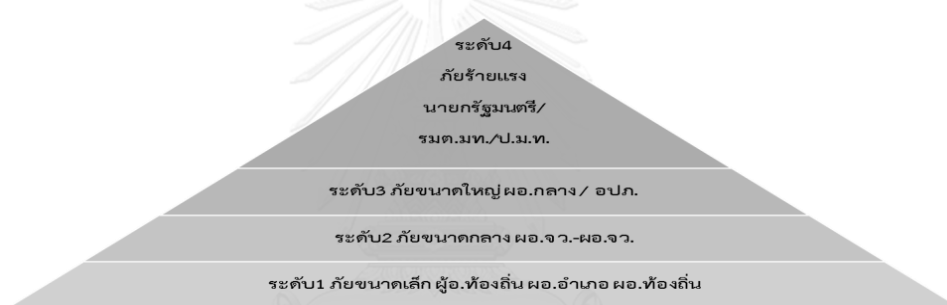 ระดับ4
ภัยร้ายแรง
นายกรัฐมนตรี/
รมต.มท./ป.ม.ท.
ระดับ3 ภัยขนาดใหญ่ ผอ.กลาง / อปภ.
ระดับ2 ภัยขนาดกลาง ผอ.จว.-ผอ.จว.
ระดับ1 ภัยขนาดเล็ก ผู้อ.ท้องถิ่น ผอ.อำเภอ ผอ.ท้องถิ่น